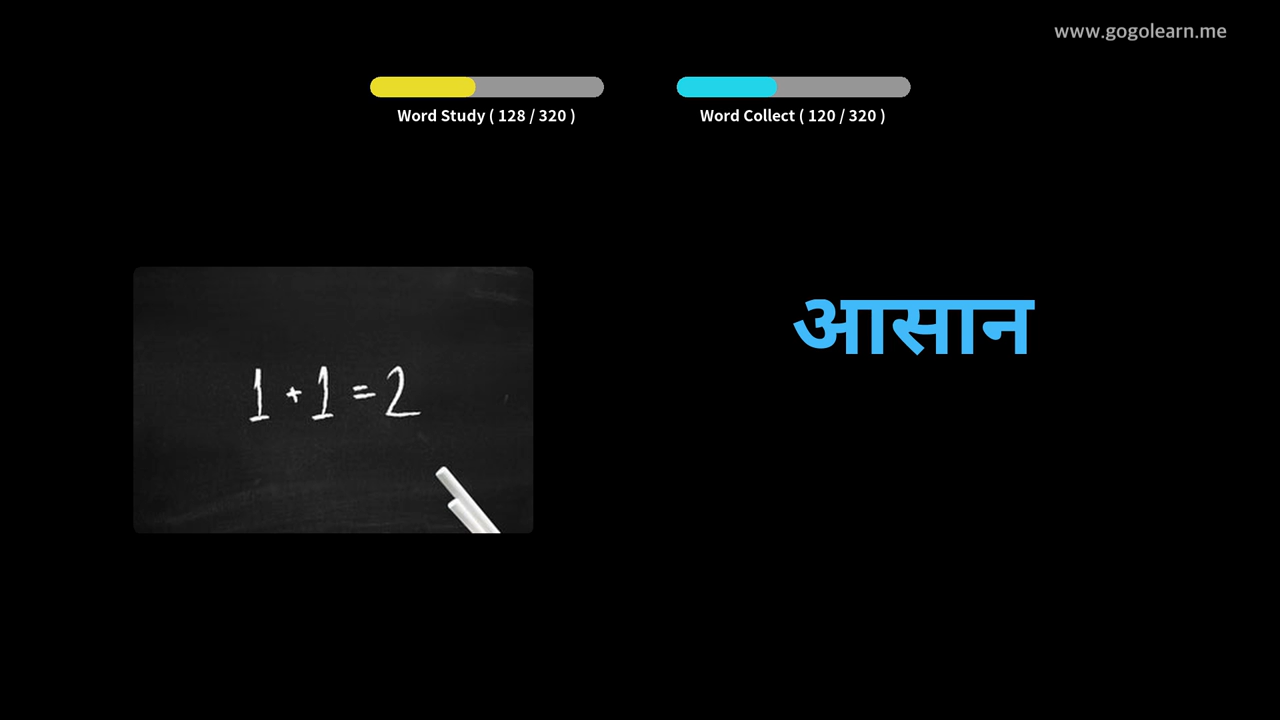 www.gogolearn.me
Word Study ( 128 / 320 )
Word Collect ( 120 / 320 )
आसान
1 + 1 = 2